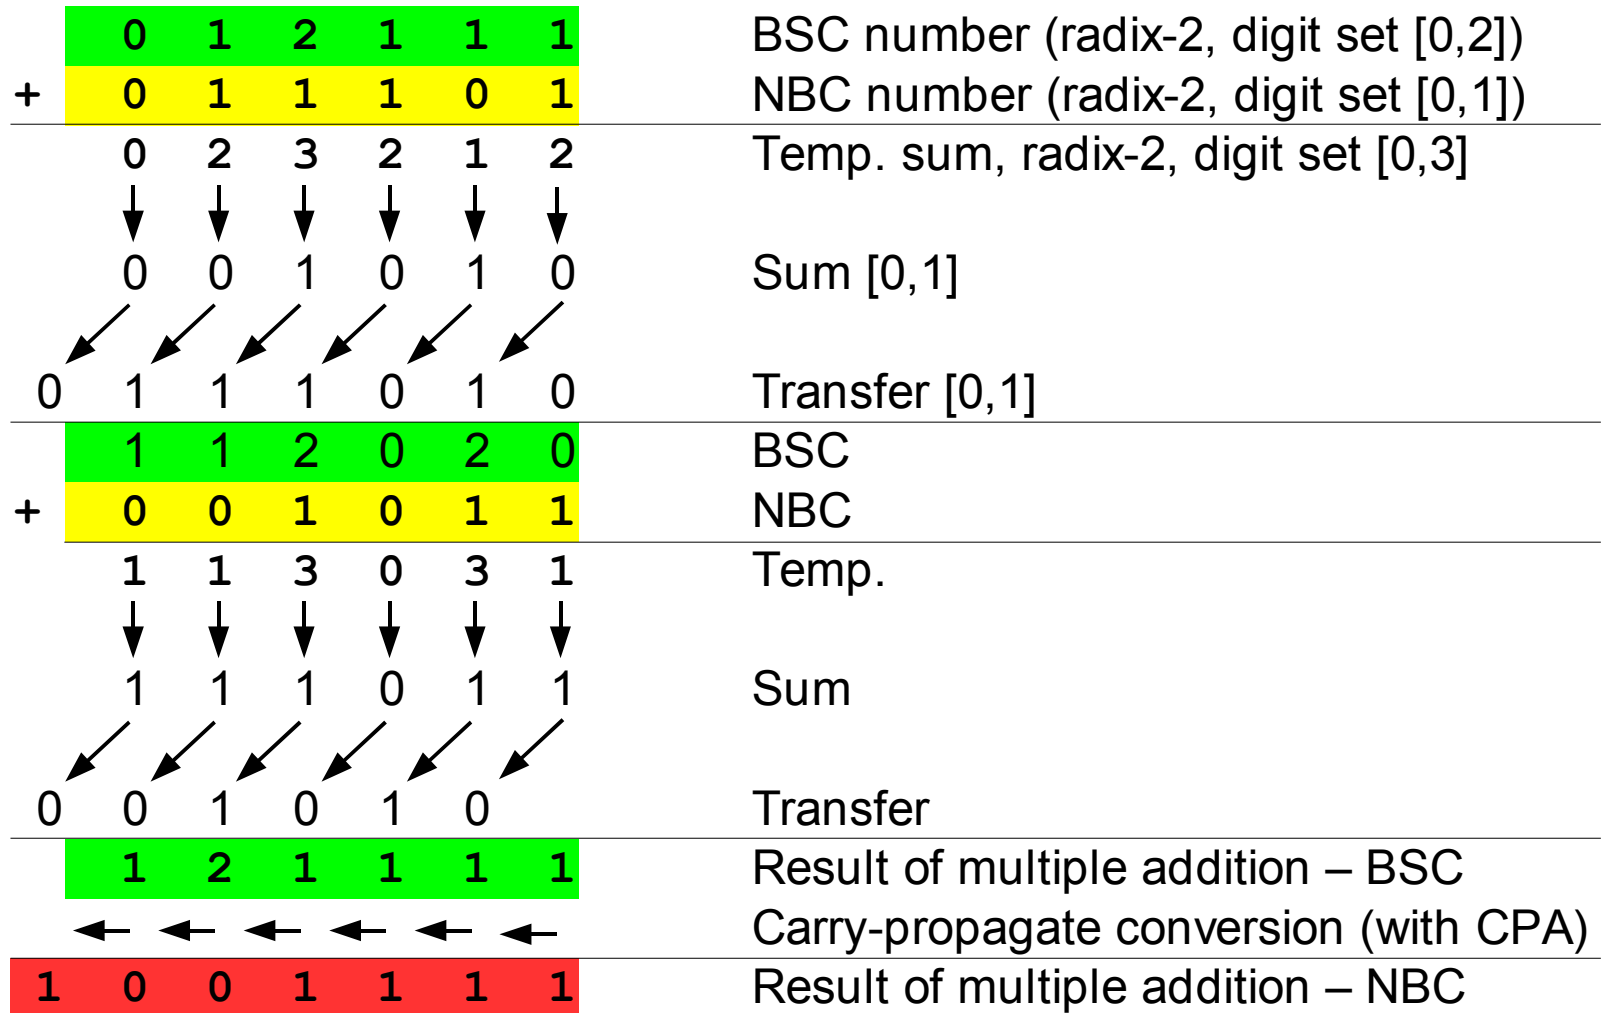 0 1 2 1 1 1 BSC number (radix-2, digit set [0,2])
+ 0 1 1 1 0 1 NBC number (radix-2, digit set [0,1])
0 2 3 2 1 2 Temp. sum, radix-2, digit set [0,3]
0 0 1 0 1 0 Sum [0,1]
0 1 1 1 0 1 0 Transfer [0,1]
1 1 2 0 2 0 BSC
+ 0 0 1 0 1 1 NBC
1 1 3 0 3 1 Temp.
1 1 1 0 1 1 Sum
0 0 1 0 1 0 Transfer
1 2 1 1 1 1 Result of multiple addition – BSC
Carry-propagate conversion (with CPA)
1 0 0 1 1 1 1 Result of multiple addition – NBC